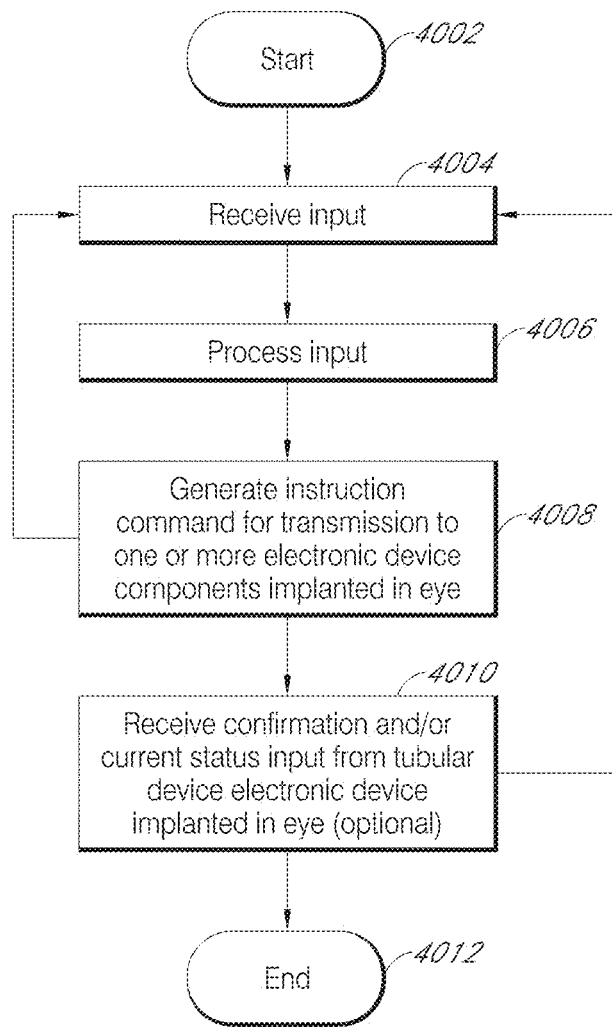 Start
4002
4004
Receive input
Process input
4006
Generate instruction
command for transmission to
one or more electronic device
components implanted in eye
4008
4010
Receive confirmation and/or
current status input from tubular
device electronic device
implanted in eye (optional)
End
4012